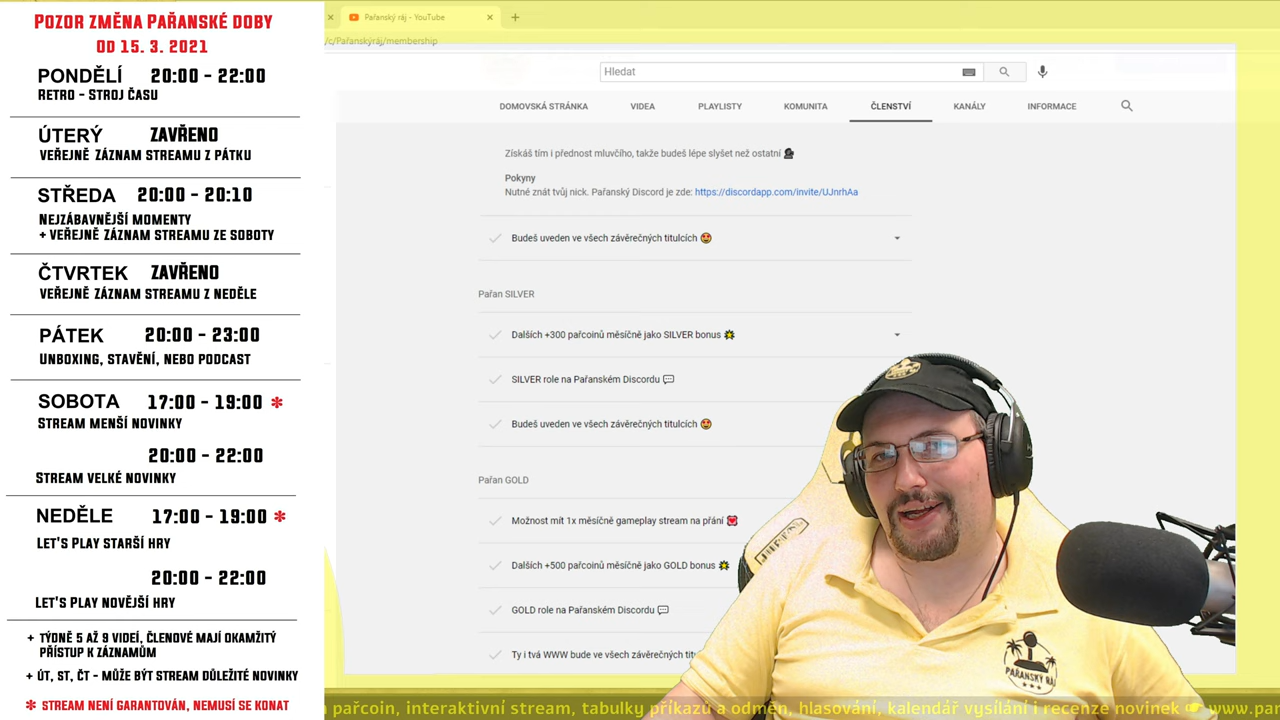 POZOR ZMĚNA PAŘANSKÉ DOBY
OD 15. 3. 2021
PONDĚLÍ 20:00 - 22:00
RETRO - STROJ ČASU
ÚTERÝ ZAVŘENO
VEŘEJNĚ ZÁZNAM STREAMU Z PÁTKU
STŘEDA 20:00 - 20:10
NEJZÁBAVNĚJŠÍ MOMENTY
+ VEŘEJNĚ ZÁZNAM STREAMU ZE SOBOTY
ČTVRTEK ZAVŘENO
VEŘEJNĚ ZÁZNAM STREAMU Z NEDĚLE
PÁTEK 20:00 - 23:00
UNBOXING, STAVĚNÍ, NEBO PODCAST
SOBOTA 17:00 - 19:00 *
STREAM MENŠÍ NOVINKY
20:00 - 22:00
STREAM VELKÉ NOVINKY
NEDĚLE 17:00 - 19:00 *
LET'S PLAY STARŠÍ HRY
20:00 - 22:00
LET'S PLAY NOVĚJŠÍ HRY
+ TÝDNĚ 5 AŽ 9 VIDEÍ, ČLENOVÉ MAJÍ OKAMŽITÝ
PŘÍSTUP K ZÁZNAMŮM
+ ÚT, ST, ČT - MŮŽE BÝT STREAM DŮLEŽITÉ NOVINKY
* STREAM NENÍ GARANTOVÁN, NEMUSÍ SE KONAT
Pařanský ráj - YouTube
/c/Pařanskýráj/membership
Hledat
DOMOVSKÁ STRÁNKA VIDEA PLAYLISTY KOMUNITA ČLENSTVÍ KANÁLY INFORMACE
Získáš tím i přednost mluvčího, takže budeš lépe slyšet než ostatní
Pokyny
Nutné znát tvůj nick. Pařanský Discord je zde: https://discordapp.com/invite/UJnrhAa
Budeš uveden ve všech závěrečných titulcích
Pařan SILVER
Dalších +300 pařcoinů měsíčně jako SILVER bonus
SILVER role na Pařanském Discordu
Budeš uveden ve všech závěrečných titulcích
Pařan GOLD
Možnost mít 1x měsíčně gameplay stream na přání
Dalších +500 pařcoinů měsíčně jako GOLD bonus
GOLD role na Pařanském Discordu
Ty i tvá WWW bude ve všech závěrečných titu
PAŘANSKÝ RÁJ
pařcoin, interaktivní stream, tabulky příkazů a odměn, hlasování, kalendář vysílání i recenze novinek 👉 www.par